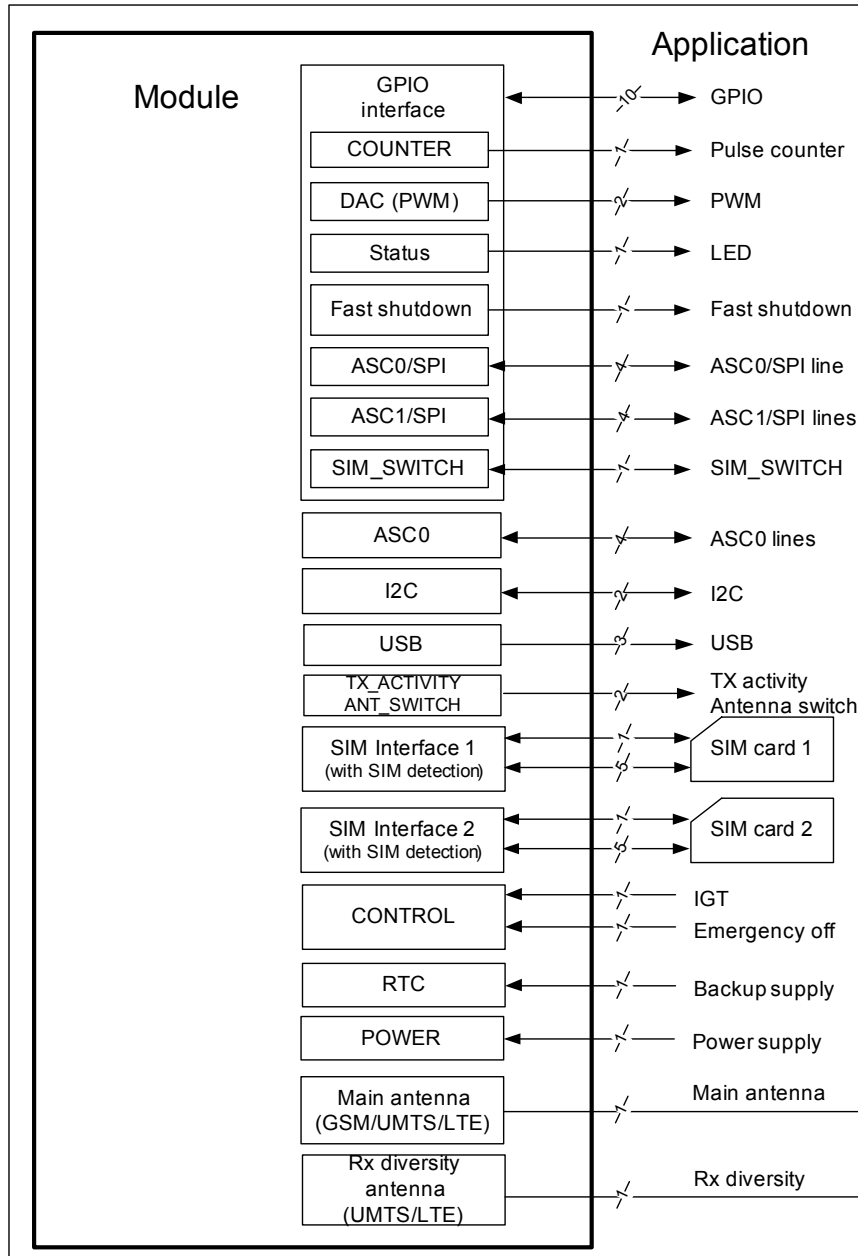 Application
Module
GPIO
interface
10
GPIO
COUNTER
1
Pulse counter
DAC (PWM)
2
PWM
Status
1
LED
Fast shutdown
1
Fast shutdown
ASC0/SPI
4
ASC0/SPI line
ASC1/SPI
4
ASC1/SPI lines
SIM_SWITCH
1
SIM_SWITCH
ASC0
4
ASC0 lines
I2C
2
I2C
USB
3
USB
TX_ACTIVITY
ANT_SWITCH
2
TX activity
Antenna switch
SIM Interface 1
(with SIM detection)
1
5
SIM card 1
SIM Interface 2
(with SIM detection)
1
5
SIM card 2
CONTROL
1
IGT
1
Emergency off
RTC
1
Backup supply
POWER
1
Power supply
Main antenna
(GSM/UMTS/LTE)
1
Main antenna
Rx diversity
antenna
(UMTS/LTE)
1
Rx diversity